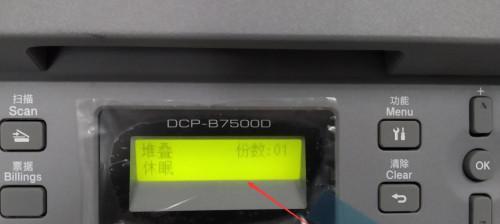 DCP-B7500D
扫描
Scan
票据
Billings
堆叠 份数:01
休眠
功能
Menu
清除
Clear
+
OK